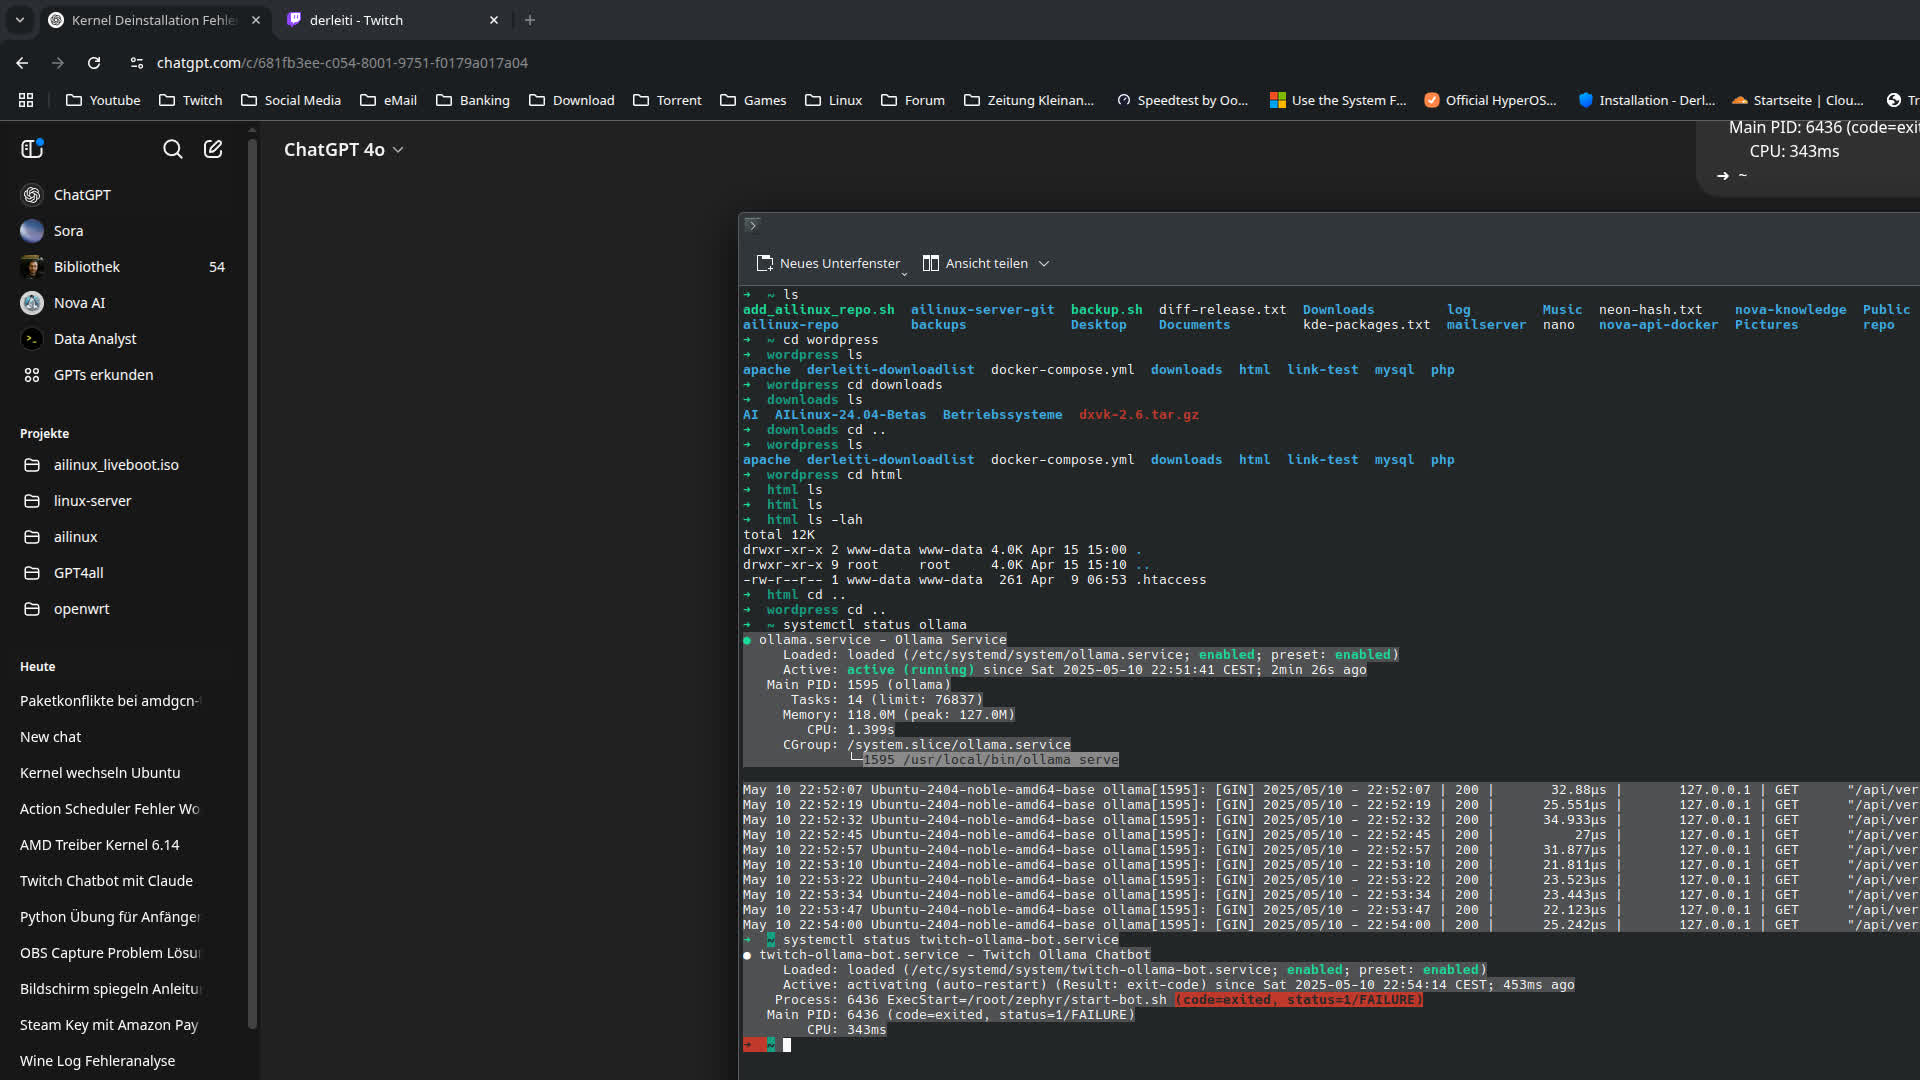 Kernel Deinstallation Fehle
derleiti - Twitch
chatgpt.com/c/681fb3ee-c054-8001-9751-f0179a017a04
Youtube Twitch Social Media eMail Banking Download Torrent Games Linux Forum Zeitung Kleinan... Speedtest by Oo... Use the System F... Official HyperOS... Installation - Derl... Startseite | Clou... Tr
ChatGPT 4o
Main PID: 6436 (code=exit
CPU: 343ms
➜ ~
ChatGPT
Sora
Bibliothek 54
Nova AI
Data Analyst
GPTs erkunden
Projekte
ailinux_liveboot.iso
linux-server
ailinux
GPT4all
openwrt
Heute
Paketkonflikte bei amdgcn-
New chat
Kernel wechseln Ubuntu
Action Scheduler Fehler Wo
AMD Treiber Kernel 6.14
Twitch Chatbot mit Claude
Python Übung für Anfänger
OBS Capture Problem Lösu
Bildschirm spiegeln Anleitu
Steam Key mit Amazon Pay
Wine Log Fehleranalyse
Neues Unterfenster Ansicht teilen
➜ ~ ls
add_ailinux_repo.sh ailinux-server-git backup.sh diff-release.txt Downloads log Music neon-hash.txt nova-knowledge Public
ailinux-repo backups Desktop Documents kde-packages.txt mailserver nano nova-api-docker Pictures repo
➜ ~ cd wordpress
➜ wordpress ls
apache derleiti-downloadlist docker-compose.yml downloads html link-test mysql php
➜ wordpress cd downloads
➜ downloads ls
AI AILinux-24.04-Betas Betriebssysteme dxvk-2.6.tar.gz
➜ downloads cd ..
➜ wordpress ls
apache derleiti-downloadlist docker-compose.yml downloads html link-test mysql php
➜ wordpress cd html
➜ html ls
➜ html ls
➜ html ls -lah
total 12K
drwxr-xr-x 2 www-data www-data 4.0K Apr 15 15:00 .
drwxr-xr-x 9 root root 4.0K Apr 15 15:10 ..
-rw-r--r-- 1 www-data www-data 261 Apr 9 06:53 .htaccess
➜ html cd ..
➜ wordpress cd ..
➜ ~ systemctl status ollama
● ollama.service - Ollama Service
Loaded: loaded (/etc/systemd/system/ollama.service; enabled; preset: enabled)
Active: active (running) since Sat 2025-05-10 22:51:41 CEST; 2min 26s ago
Main PID: 1595 (ollama)
Tasks: 14 (limit: 76837)
Memory: 118.0M (peak: 127.0M)
CPU: 1.399s
CGroup: /system.slice/ollama.service
└─1595 /usr/local/bin/ollama serve
May 10 22:52:07 Ubuntu-2404-noble-amd64-base ollama[1595]: [GIN] 2025/05/10 - 22:52:07 | 200 | 32.88µs | 127.0.0.1 | GET "/api/ver
May 10 22:52:19 Ubuntu-2404-noble-amd64-base ollama[1595]: [GIN] 2025/05/10 - 22:52:19 | 200 | 25.551µs | 127.0.0.1 | GET "/api/ver
May 10 22:52:32 Ubuntu-2404-noble-amd64-base ollama[1595]: [GIN] 2025/05/10 - 22:52:32 | 200 | 34.933µs | 127.0.0.1 | GET "/api/ver
May 10 22:52:45 Ubuntu-2404-noble-amd64-base ollama[1595]: [GIN] 2025/05/10 - 22:52:45 | 200 | 27µs | 127.0.0.1 | GET "/api/ver
May 10 22:52:57 Ubuntu-2404-noble-amd64-base ollama[1595]: [GIN] 2025/05/10 - 22:52:57 | 200 | 31.877µs | 127.0.0.1 | GET "/api/ver
May 10 22:53:10 Ubuntu-2404-noble-amd64-base ollama[1595]: [GIN] 2025/05/10 - 22:53:10 | 200 | 21.811µs | 127.0.0.1 | GET "/api/ver
May 10 22:53:22 Ubuntu-2404-noble-amd64-base ollama[1595]: [GIN] 2025/05/10 - 22:53:22 | 200 | 23.523µs | 127.0.0.1 | GET "/api/ver
May 10 22:53:34 Ubuntu-2404-noble-amd64-base ollama[1595]: [GIN] 2025/05/10 - 22:53:34 | 200 | 23.443µs | 127.0.0.1 | GET "/api/ver
May 10 22:53:47 Ubuntu-2404-noble-amd64-base ollama[1595]: [GIN] 2025/05/10 - 22:53:47 | 200 | 22.123µs | 127.0.0.1 | GET "/api/ver
May 10 22:54:00 Ubuntu-2404-noble-amd64-base ollama[1595]: [GIN] 2025/05/10 - 22:54:00 | 200 | 25.242µs | 127.0.0.1 | GET "/api/ver
➜ ~ systemctl status twitch-ollama-bot.service
● twitch-ollama-bot.service - Twitch Ollama Chatbot
Loaded: loaded (/etc/systemd/system/twitch-ollama-bot.service; enabled; preset: enabled)
Active: activating (auto-restart) (Result: exit-code) since Sat 2025-05-10 22:54:14 CEST; 453ms ago
Process: 6436 ExecStart=/root/zephyr/start-bot.sh (code=exited, status=1/FAILURE)
Main PID: 6436 (code=exited, status=1/FAILURE)
CPU: 343ms
➜ ~